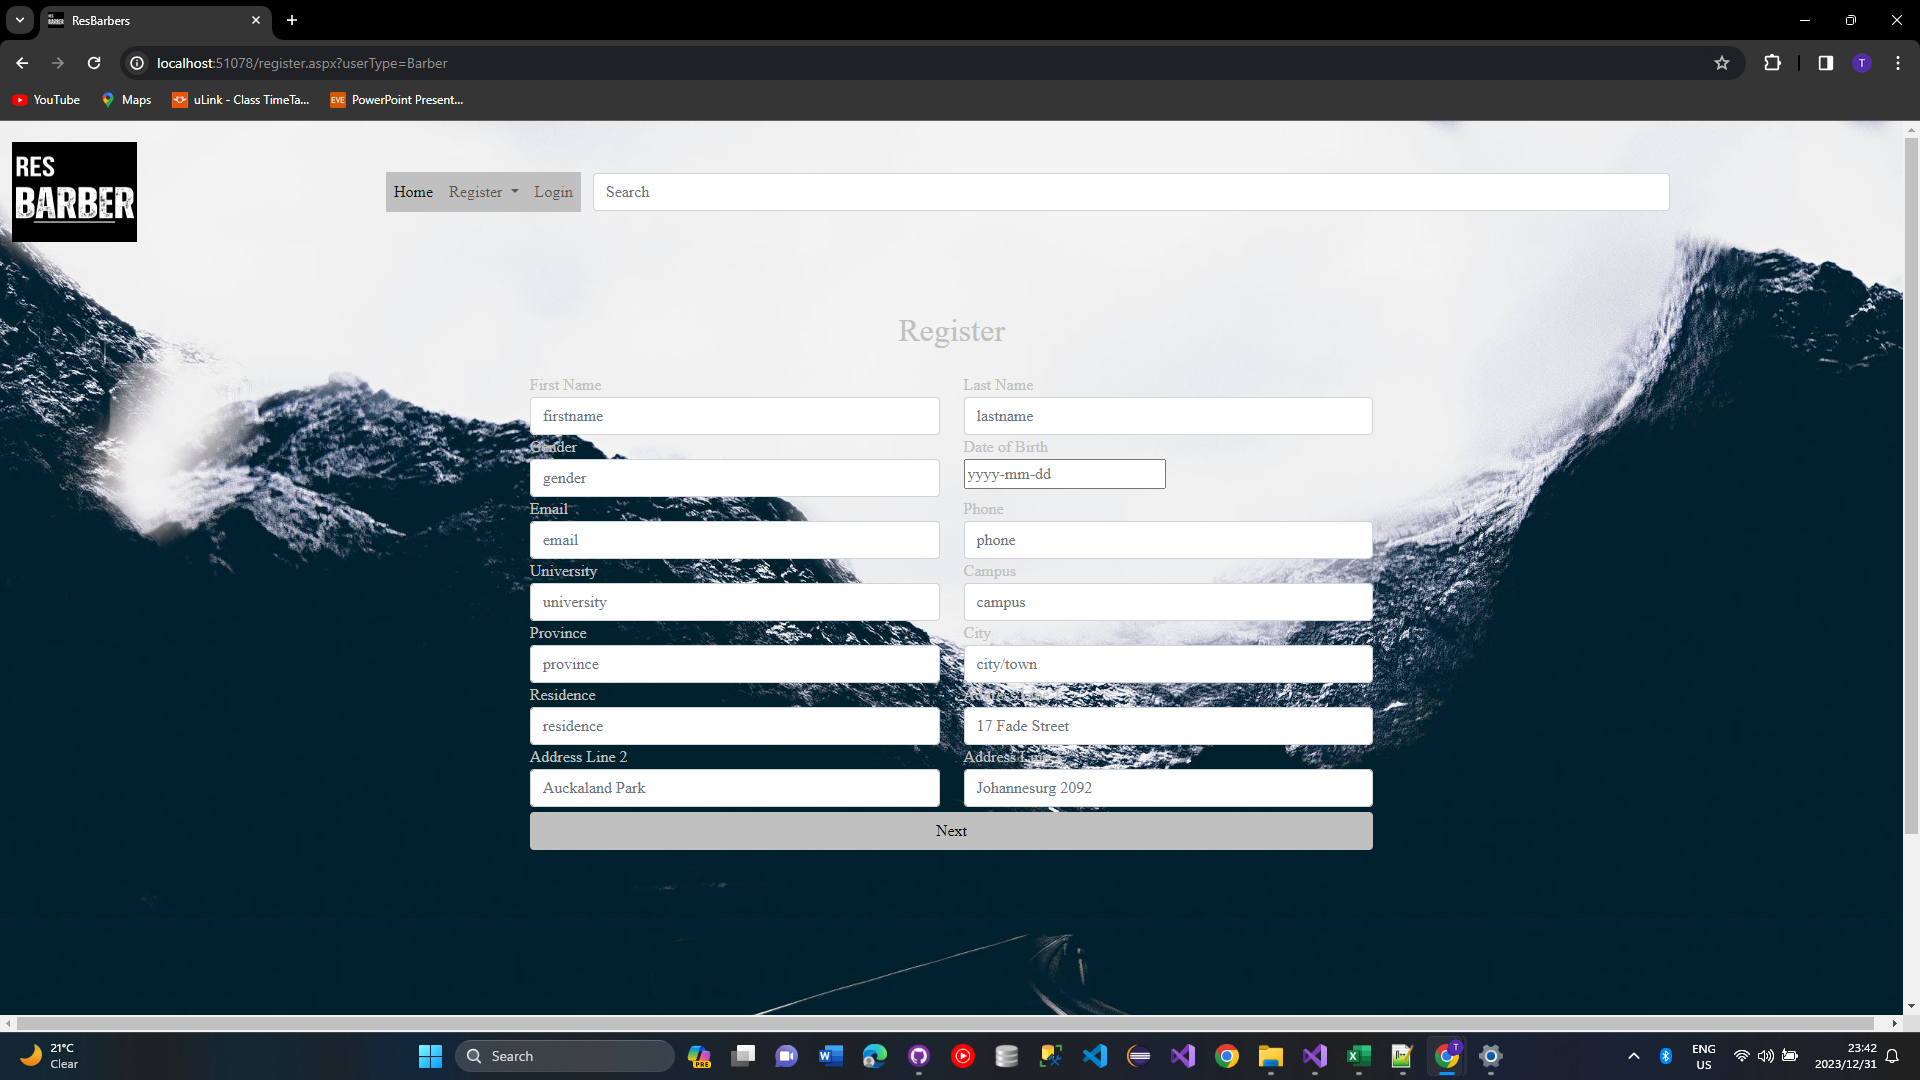 ResBarbers
localhost:51078/register.aspx?userType=Barber
T
YouTube
Maps
uLink - Class TimeTa...
EVE
PowerPoint Present...
RES
BARBER
Home
Register
Login
Search
Register
First Name
Last Name
firstname
lastname
Gender
Date of Birth
gender
yyyy-mm-dd
Email
Phone
email
phone
University
Campus
university
campus
Province
City
province
city/town
Residence
residence
17 Fade Street
Address Line 2
Address Line
Auckaland Park
Johannesurg 2092
Next
21°C
Clear
Search
PRE
T
ENG
US
23:42
2023/12/31